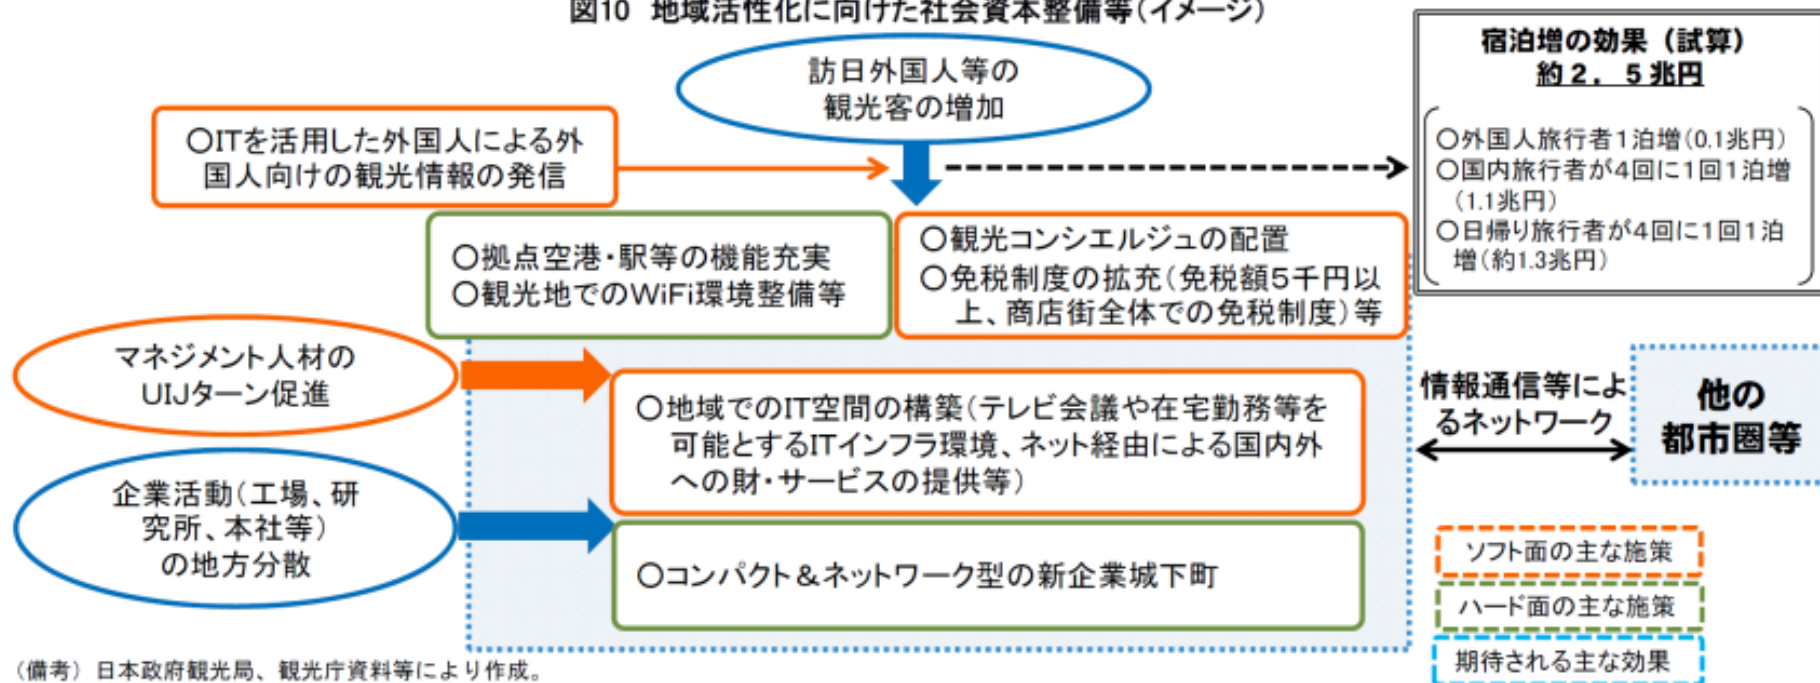 図10 地域活性化に向けた社会資本整備等(イメージ)
訪日外国人等の
観光客の増加
宿泊増の効果(試算)
約2.5兆円
○外国人旅行者1泊増(0.1兆円)
○国内旅行者が4回に1回1泊増
(1.1兆円)
○日帰り旅行者が4回に1回1泊
増(約1.3兆円)
○ITを活用した外国人による外
国人向けの観光情報の発信
○拠点空港・駅等の機能充実
○観光地でのWiFi環境整備等
○観光コンシエルジュの配置
○免税制度の拡充(免税額5千円以
上、商店街全体での免税制度)等
マネジメント人材の
UIJターン促進
○地域でのIT空間の構築(テレビ会議や在宅勤務等を
可能とするITインフラ環境、ネット経由による国内外
への財・サービスの提供等)
情報通信等によ
るネットワーク
他の
都市圏等
企業活動(工場、研
究所、本社等)
の地方分散
○コンパクト&ネットワーク型の新企業城下町
ソフト面の主な施策
ハード面の主な施策
期待される主な効果
(備考)日本政府観光局、観光庁資料等により作成。